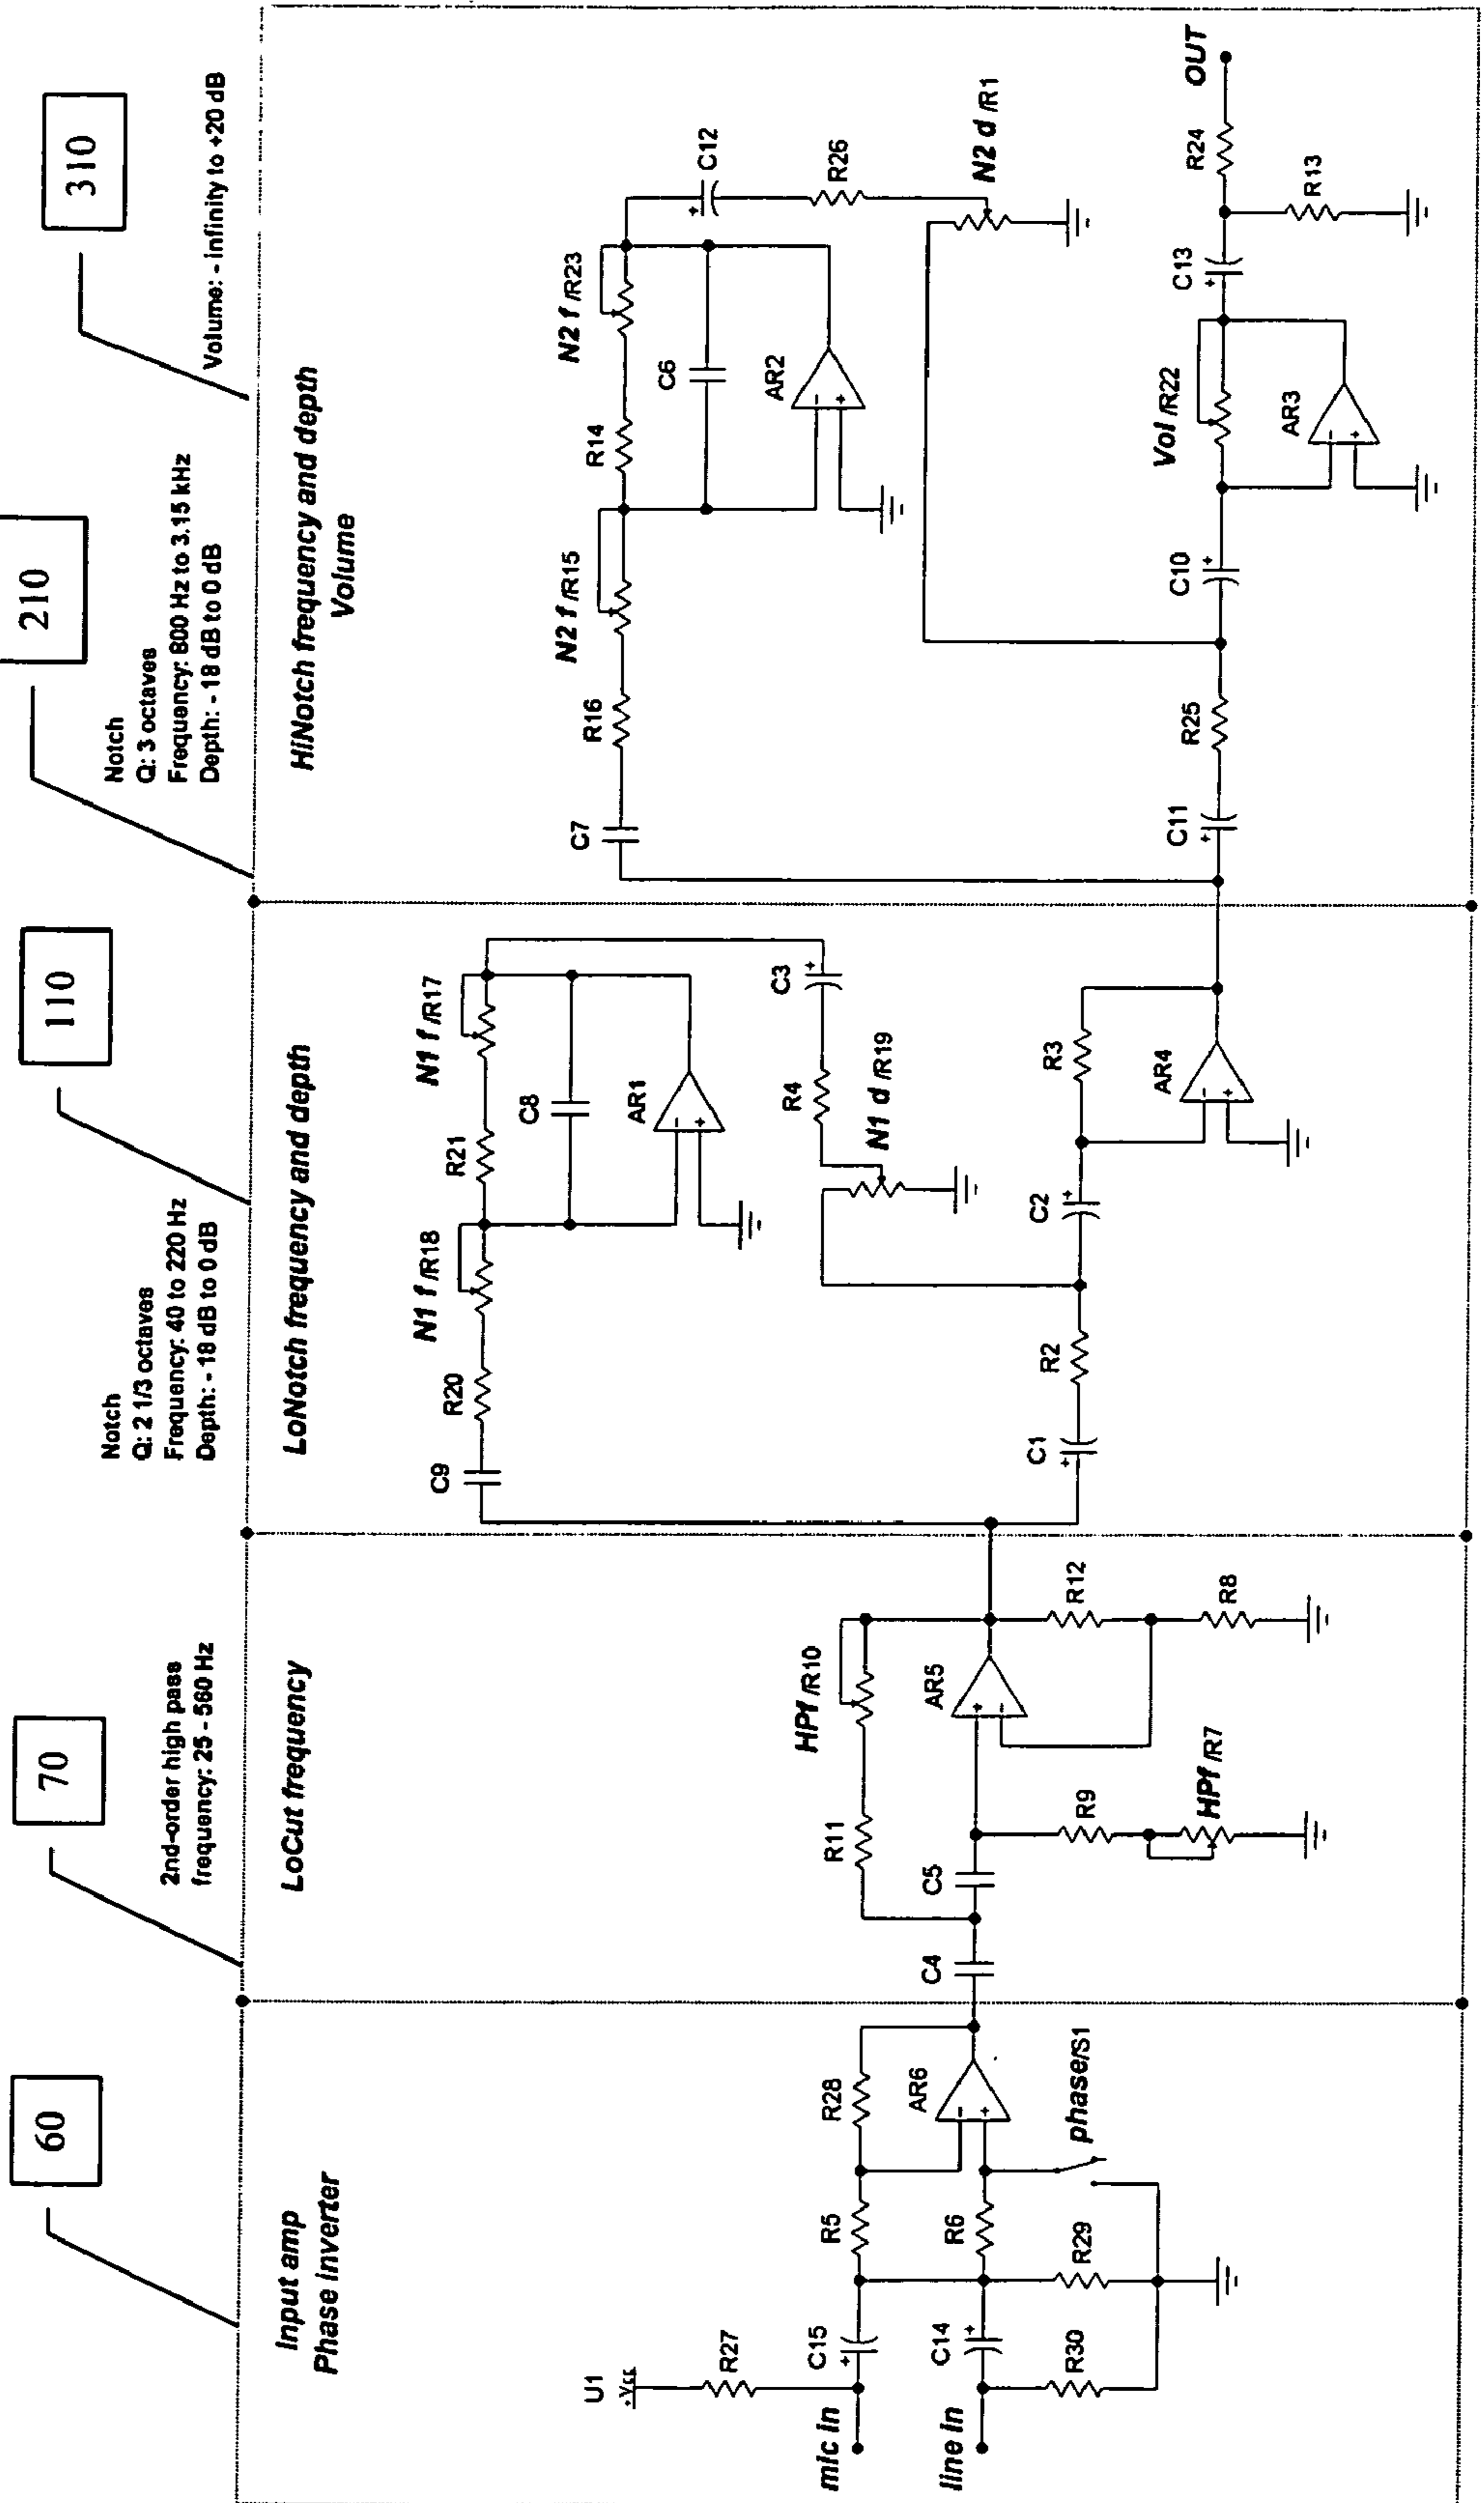 60
70
110
210
310
2nd-order high pass
frequency: 25 - 560 Hz
Notch
Q: 2 1/3 octaves
Frequency: 40 to 220 Hz
Depth: - 18 dB to 0 dB
Notch
Q: 3 octaves
Frequency: 800 Hz to 3.15 kHz
Depth: - 18 dB to 0 dB
Volume: - infinity to +20 dB
Input amp
Phase inverter
U1
+Vcc
R27
mic in
C15
R5
R28
line in
C14
R6
AR6
R30
R29
phase/S1
LoCut frequency
HPf /R10
R11
C4
C5
AR5
R9
HPf /R7
R12
R8
LoNotch frequency and depth
N1 f /R18
N1 f /R17
C9
R20
R21
C8
AR1
C3
R4
N1 d /R19
C1
R2
C2
R3
AR4
HiNotch frequency and depth
Volume
N2 f /R15
N2 f /R23
C7
R16
R14
C6
AR2
C12
R26
N2 d /R1
C11
R25
C10
Vol /R22
AR3
C13
R24
OUT
R13